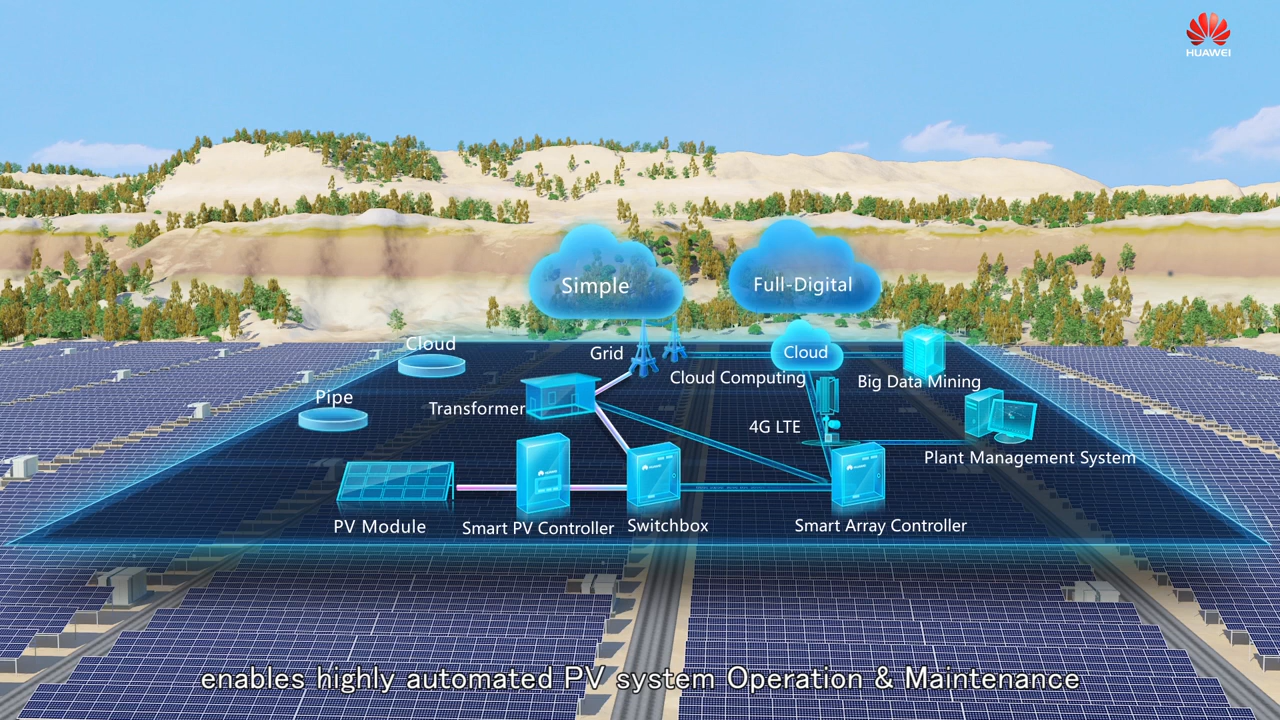 HUAWEI
Simple
Full-Digital
Cloud
Grid
Cloud
Cloud Computing
Big Data Mining
Pipe
Transformer
4G LTE
Plant Management System
PV Module
Smart PV Controller
Switchbox
Smart Array Controller
enables highly automated PV system Operation & Maintenance